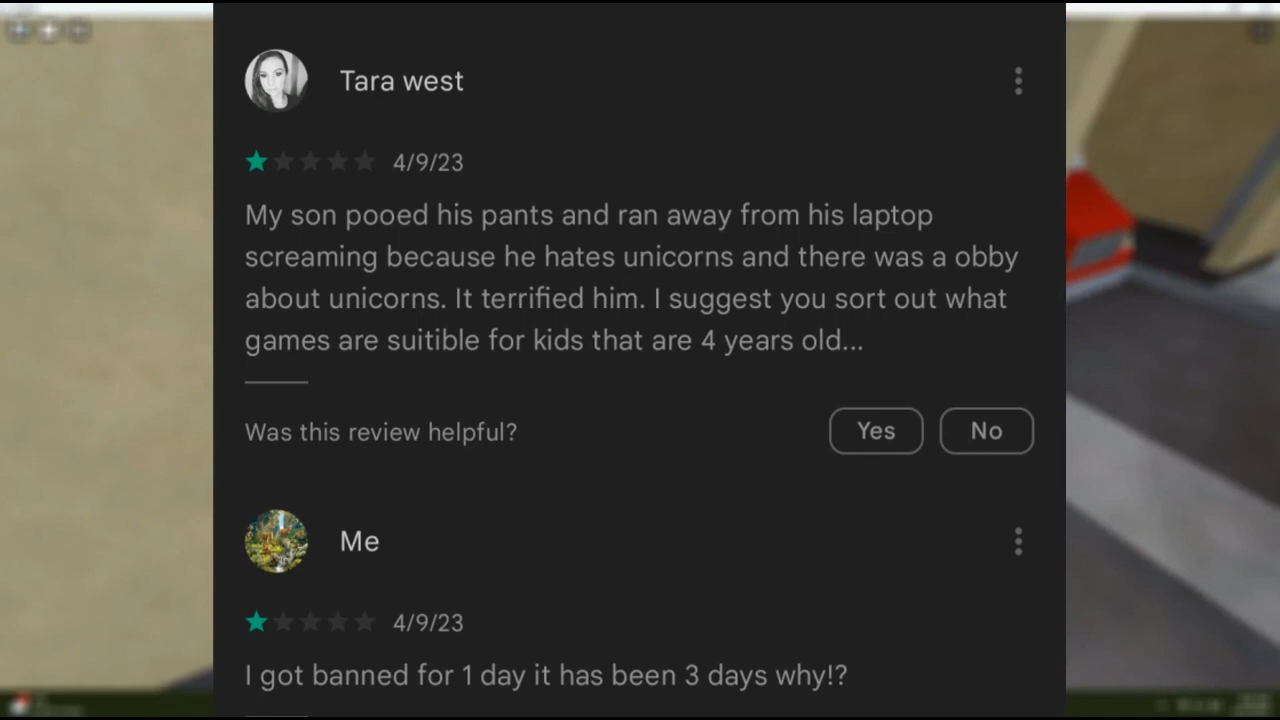 Tara west
4/9/23
My son pooed his pants and ran away from his laptop
screaming because he hates unicorns and there was a obby
about unicorns. It terrified him. I suggest you sort out what
games are suitible for kids that are 4 years old...
Was this review helpful?
Yes
No
Me
4/9/23
I got banned for 1 day it has been 3 days why!?